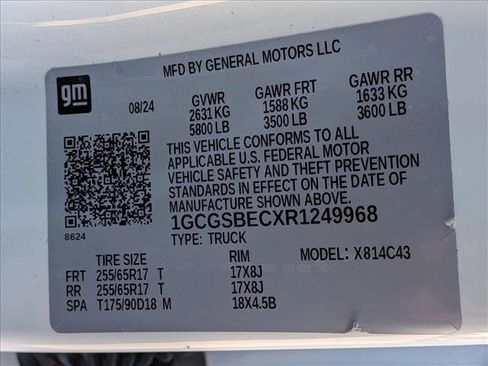 MFD BY GENERAL MOTORS LLC
gm
08/24
GVWR GAWR FRT GAWR RR
2631 KG 1588 KG 1633 KG
5800 LB 3500 LB 3600 LB
THIS VEHICLE CONFORMS TO ALL
APPLICABLE U.S. FEDERAL MOTOR
VEHICLE SAFETY AND THEFT PREVENTION
STANDARDS IN EFFECT ON THE DATE OF
MANUFACTURE SHOWN ABOVE.
8624
1GCGSBECXR1249968
TYPE: TRUCK MODEL: X814C43
TIRE SIZE RIM
FRT 255/65R17 T 17X8J
RR 255/65R17 T 17X8J
SPA T175/90D18 M 18X4.5B